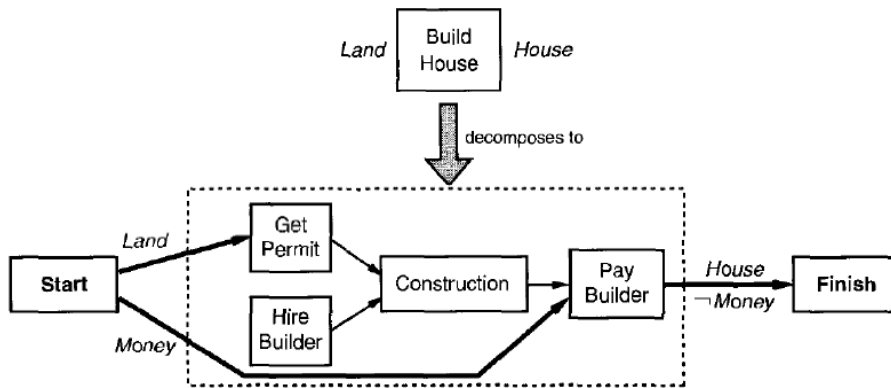 Land
Build
House
House
decomposes to
Land
Get
Permit
Start
Construction
Pay
Builder
House
¬Money
Finish
Money
Hire
Builder